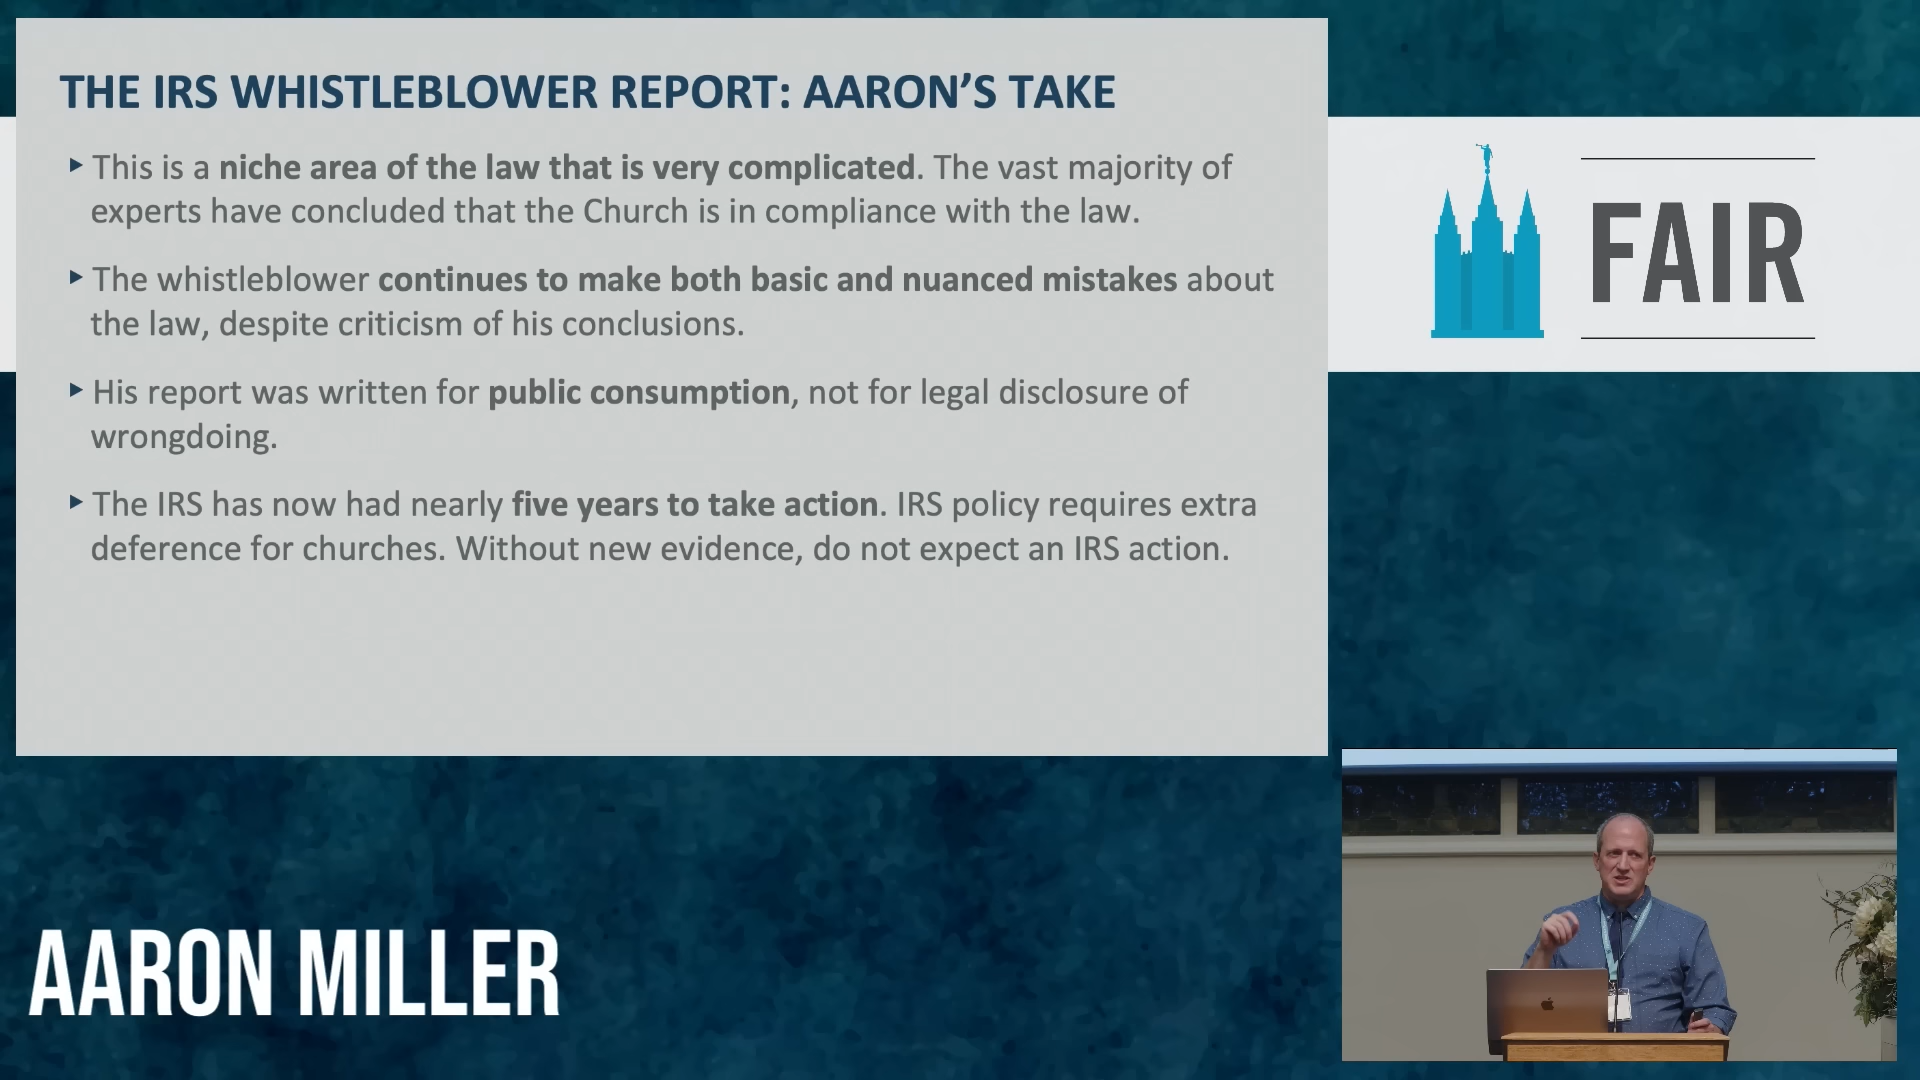 THE IRS WHISTLEBLOWER REPORT: AARON'S TAKE
▸ This is a niche area of the law that is very complicated. The vast majority of
experts have concluded that the Church is in compliance with the law.
▸ The whistleblower continues to make both basic and nuanced mistakes about
the law, despite criticism of his conclusions.
▸ His report was written for public consumption, not for legal disclosure of
wrongdoing.
▸ The IRS has now had nearly five years to take action. IRS policy requires extra
deference for churches. Without new evidence, do not expect an IRS action.
FAIR
AARON MILLER